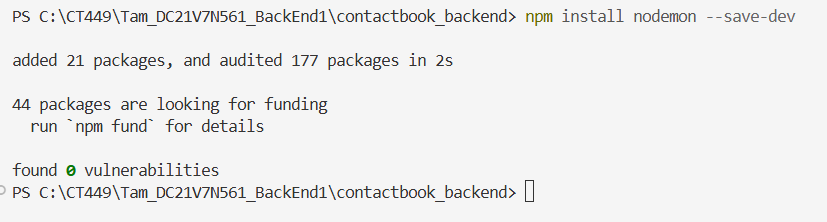 PS C:\CT449\Tam_DC21V7N561_BackEnd1\contactbook_backend> npm install nodemon --save-dev
added 21 packages, and audited 177 packages in 2s
44 packages are looking for funding
  run `npm fund` for details
found 0 vulnerabilities
PS C:\CT449\Tam_DC21V7N561_BackEnd1\contactbook_backend>